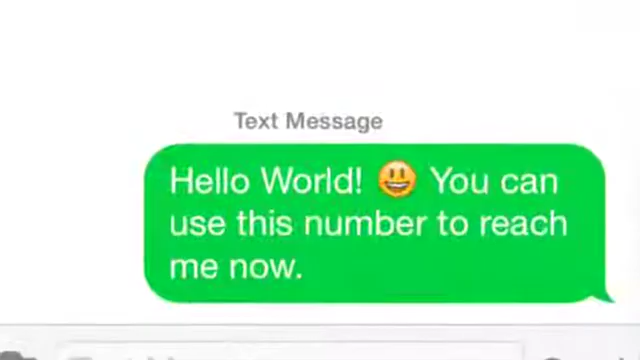 Text Message
Hello World! 😃 You can
use this number to reach
me now.